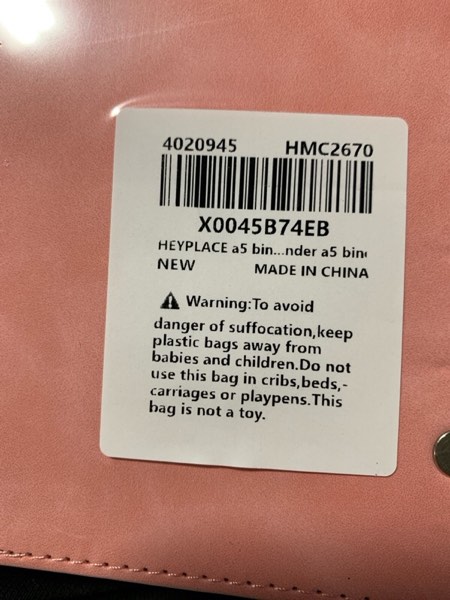 4020945 HMC2670
X0045B74EB
HEYPLACE a5 bin...nder a5 bin
NEW MADE IN CHINA
Warning:To avoid
danger of suffocation,keep
plastic bags away from
babies and children.Do not
use this bag in cribs,beds,-
carriages or playpens.This
bag is not a toy.